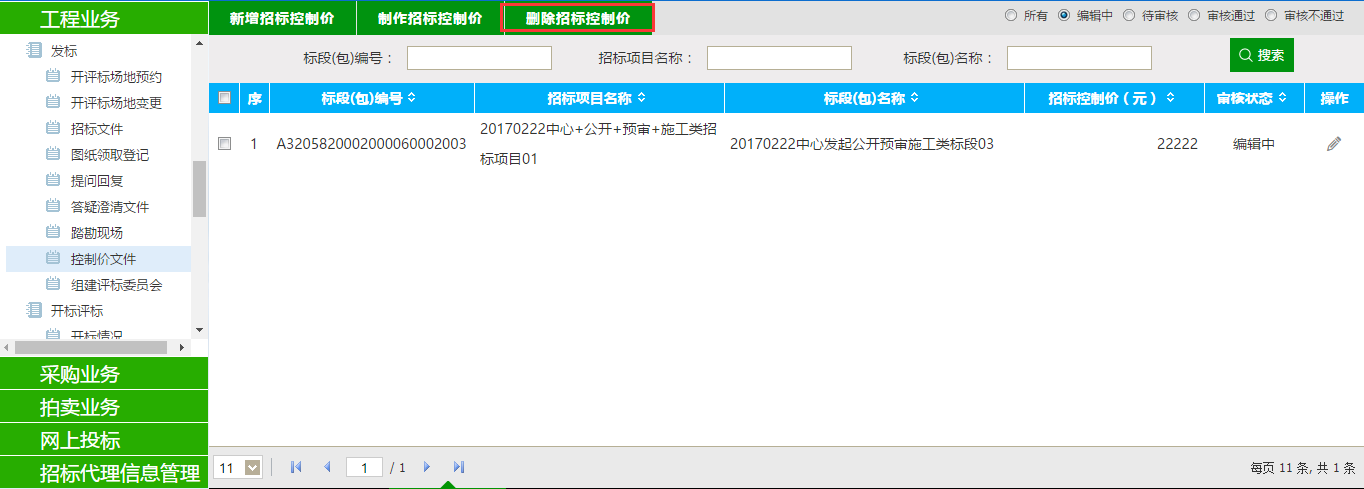 工程业务
发标
开评标场地预约
开评标场地变更
招标文件
图纸领取登记
提问回复
答疑澄清文件
踏勘现场
控制价文件
组建评标委员会
开标评标
开标情况
采购业务
拍卖业务
网上投标
招标代理信息管理
新增招标控制价 制作招标控制价 删除招标控制价 所有 编辑中 待审核 审核通过 审核不通过
标段(包)编号： 招标项目名称： 标段(包)名称： 搜索
序 标段(包)编号 招标项目名称 标段(包)名称 招标控制价（元） 审核状态 操作
1 A3205820002000060002003 20170222中心+公开+预审+施工类招 20170222中心发起公开预审施工类标段03 22222 编辑中
标项目01
11 1 / 1 每页 11 条, 共 1 条